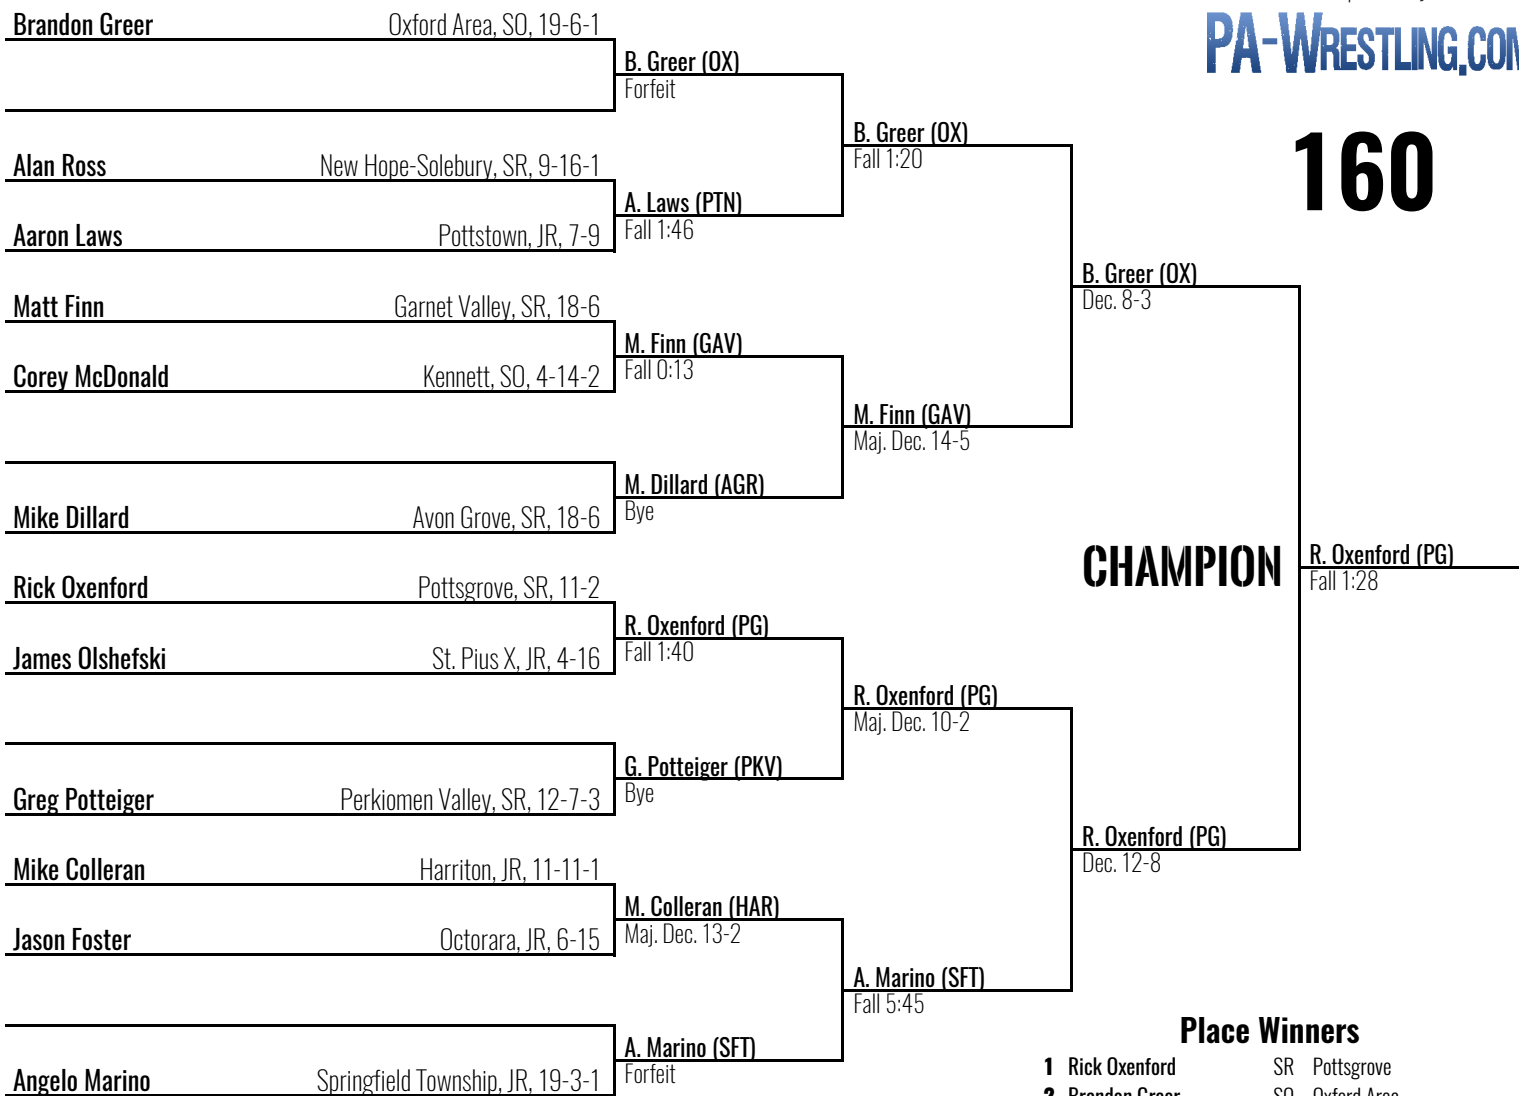 Brandon Greer Oxford Area, SO, 19-6-1
B. Greer (OX)
Forfeit
PA-WRESTLING.COM
160
B. Greer (OX)
Fall 1:20
Alan Ross New Hope-Solebury, SR, 9-16-1
A. Laws (PTN)
Fall 1:46
Aaron Laws Pottstown, JR, 7-9
B. Greer (OX)
Dec. 8-3
Matt Finn Garnet Valley, SR, 18-6
M. Finn (GAV)
Fall 0:13
Corey McDonald Kennett, SO, 4-14-2
M. Finn (GAV)
Maj. Dec. 14-5
M. Dillard (AGR)
Bye
Mike Dillard Avon Grove, SR, 18-6
CHAMPION
R. Oxenford (PG)
Fall 1:28
Rick Oxenford Pottsgrove, SR, 11-2
R. Oxenford (PG)
Fall 1:40
James Olshefski St. Pius X, JR, 4-16
R. Oxenford (PG)
Maj. Dec. 10-2
G. Potteiger (PKV)
Bye
Greg Potteiger Perkiomen Valley, SR, 12-7-3
R. Oxenford (PG)
Dec. 12-8
Mike Colleran Harriton, JR, 11-11-1
M. Colleran (HAR)
Maj. Dec. 13-2
Jason Foster Octorara, JR, 6-15
A. Marino (SFT)
Fall 5:45
A. Marino (SFT)
Forfeit
Angelo Marino Springfield Township, JR, 19-3-1
Place Winners
1 Rick Oxenford SR Pottsgrove
2 Brandon Greer SO Oxford Area